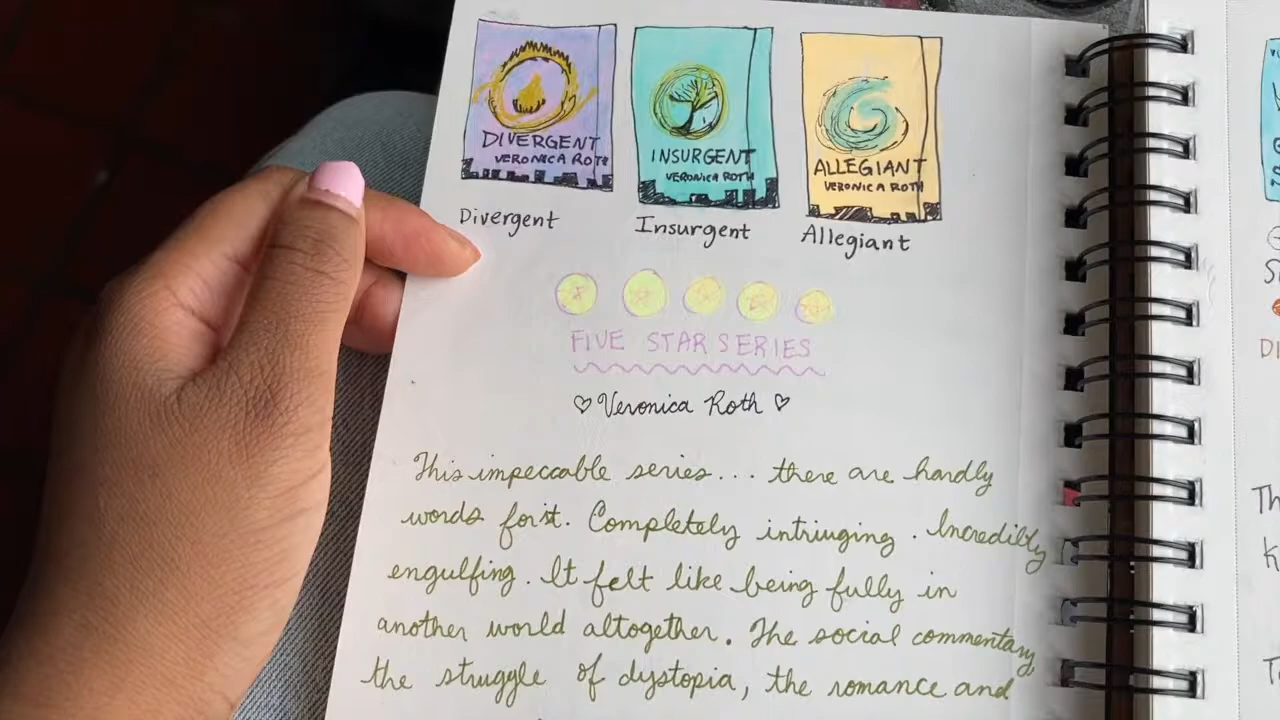 DIVERGENT
VERONICA ROTH
INSURGENT
VERONICA ROTH
ALLEGIANT
VERONICA ROTH
Divergent
Insurgent
Allegiant
FIVE STAR SERIES
♡ Veronica Roth ♡
This impeccable series... there are hardly
words for it. Completely intriuging. Incredibly
engulfing. It felt like being fully in
another world altogether. The social commentary
the struggle of dystopia, the romance and